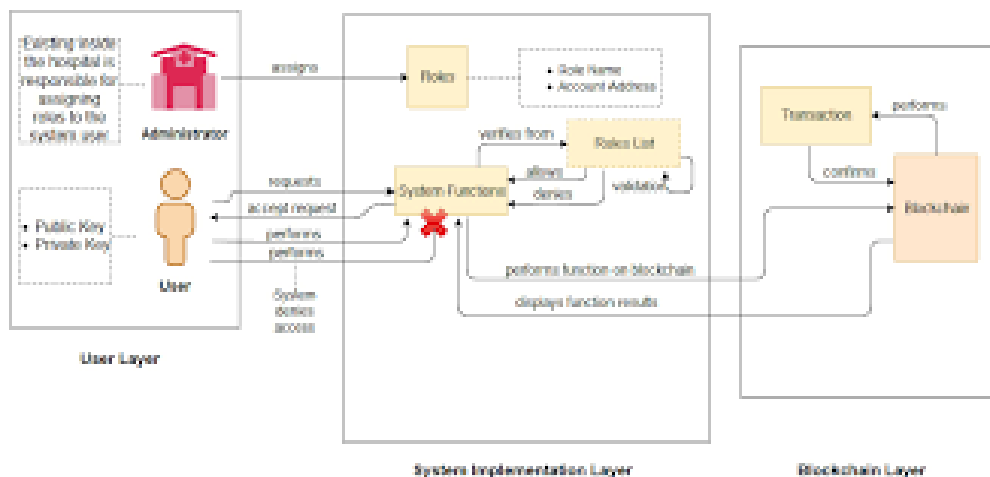 Existing inside
the hospital is
responsible for
assigning
roles to the
system user
Administrator
assigns
Roles
Role Name
Account Address
verifies from
Roles List
allows
denies
validation
System Functions
requests
accept request
performs
performs
Public Key
Private Key
User
System
denies
access
performs function on blockchain
displays function results
Transaction
performs
confirms
Blockchain
User Layer
System Implementation Layer
Blockchain Layer